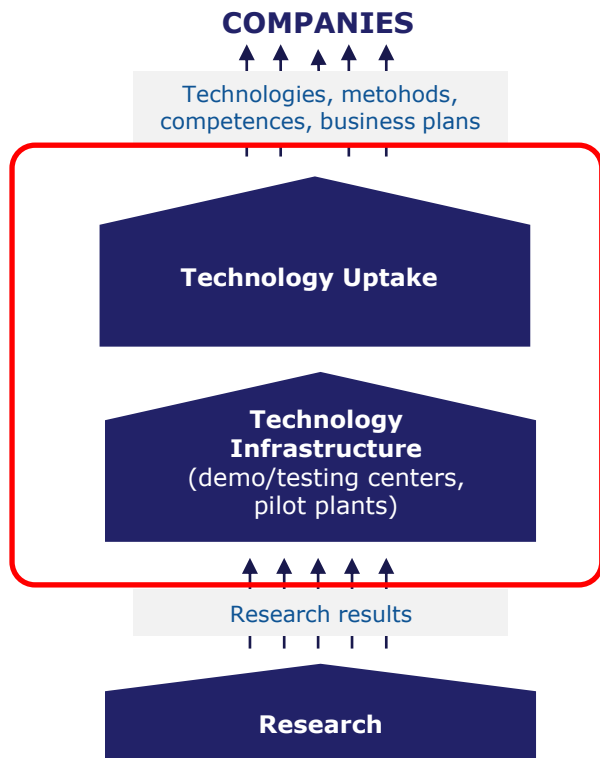 COMPANIES
Technologies, metohods,
competences, business plans
Technology Uptake
Technology
Infrastructure
(demo/testing centers,
pilot plants)
Research results
Research